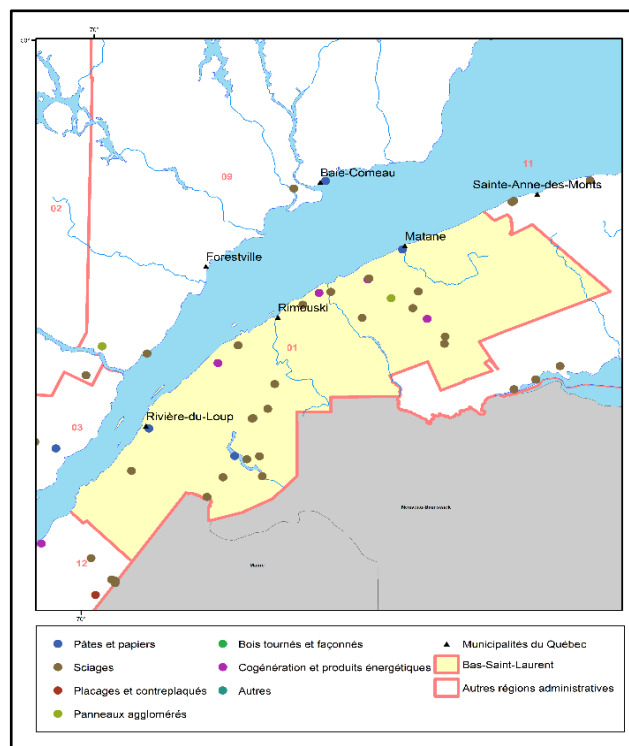 70°
50°
Baie-Comeau
09
11
Sainte-Anne-des-Monts
02
Matane
Forestville
Rimouski
01
03
Rivière-du-Loup
Nouveau-Brunswick
12
Maine
70°
Pâtes et papiers
Sciages
Placages et contreplaqués
Panneaux agglomérés
Bois tournés et façonnés
Cogénération et produits énergétiques
Autres
Municipalités du Québec
Bas-Saint-Laurent
Autres régions administratives